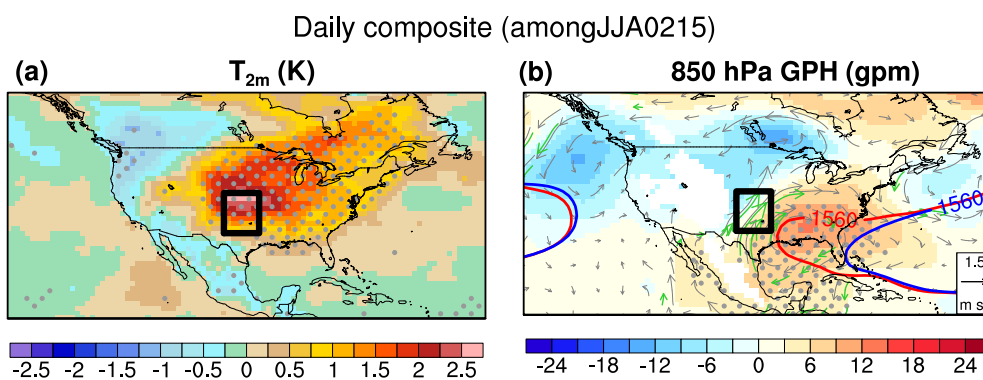 Daily composite (amongJJA0215)
(a) T2m (K)
(b) 850 hPa GPH (gpm)
1560
1560
1.5
m s
-2.5 -2 -1.5 -1 -0.5 0 0.5 1 1.5 2 2.5
-24 -18 -12 -6 0 6 12 18 24